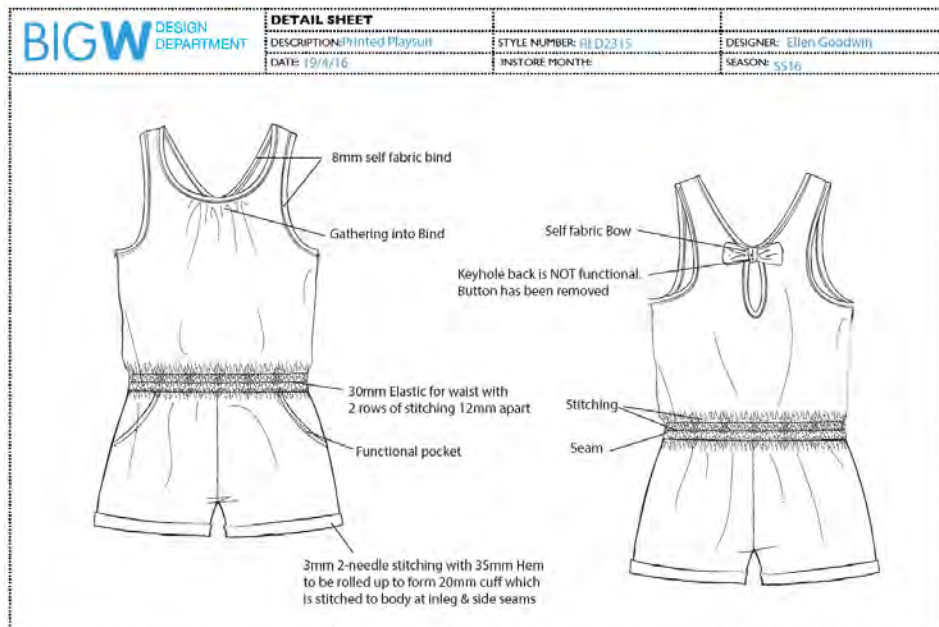 BIGW DESIGN DEPARTMENT
DETAIL SHEET
DESCRIPTION: Printed Playsuit
STYLE NUMBER: RLD2315
DESIGNER: Ellen Goodwin
DATE: 19/4/16
INSTORE MONTH:
SEASON: SS16
8mm self fabric bind
Gathering into Bind
30mm Elastic for waist with
2 rows of stitching 12mm apart
Functional pocket
3mm 2-needle stitching with 35mm Hem
to be rolled up to form 20mm cuff which
is stitched to body at inleg & side seams
Self fabric Bow
Keyhole back is NOT functional.
Button has been removed
Stitching
Seam